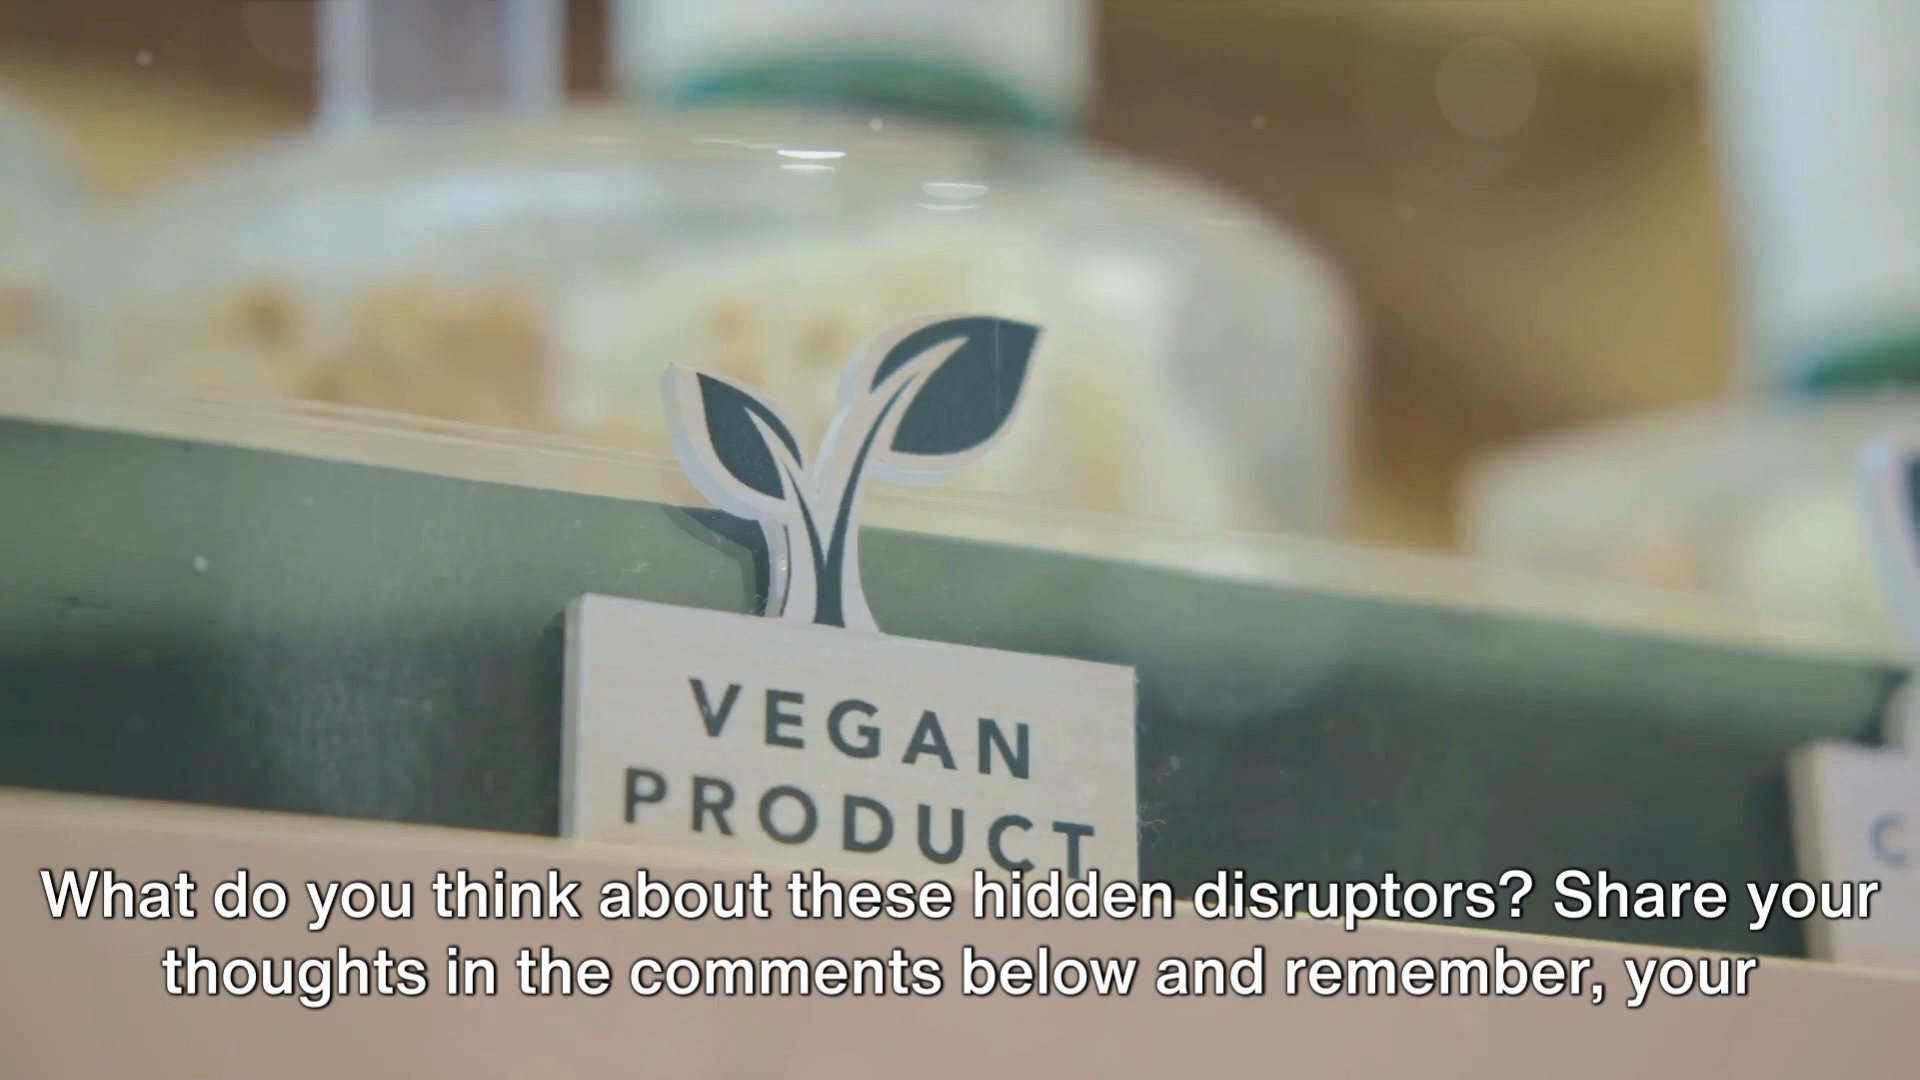 VEGAN
PRODUCT
C
What do you think about these hidden disruptors? Share your
thoughts in the comments below and remember, your